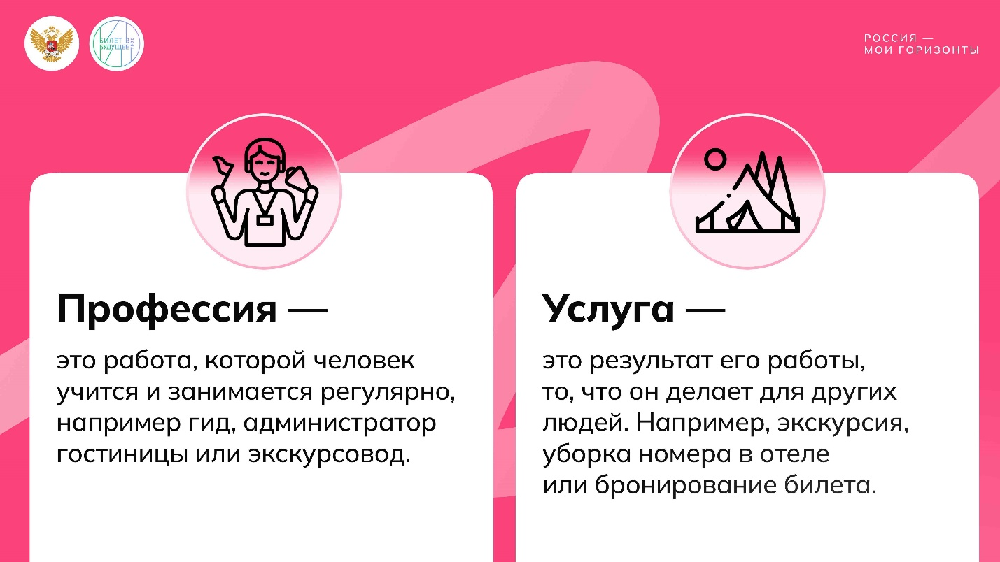 БИЛЕТ В
БУДУЩЕЕ
ТВОЁ
РОССИЯ —
МОИ ГОРИЗОНТЫ
Профессия —
это работа, которой человек
учится и занимается регулярно,
например гид, администратор
гостиницы или экскурсовод.
Услуга —
это результат его работы,
то, что он делает для других
людей. Например, экскурсия,
уборка номера в отеле
или бронирование билета.